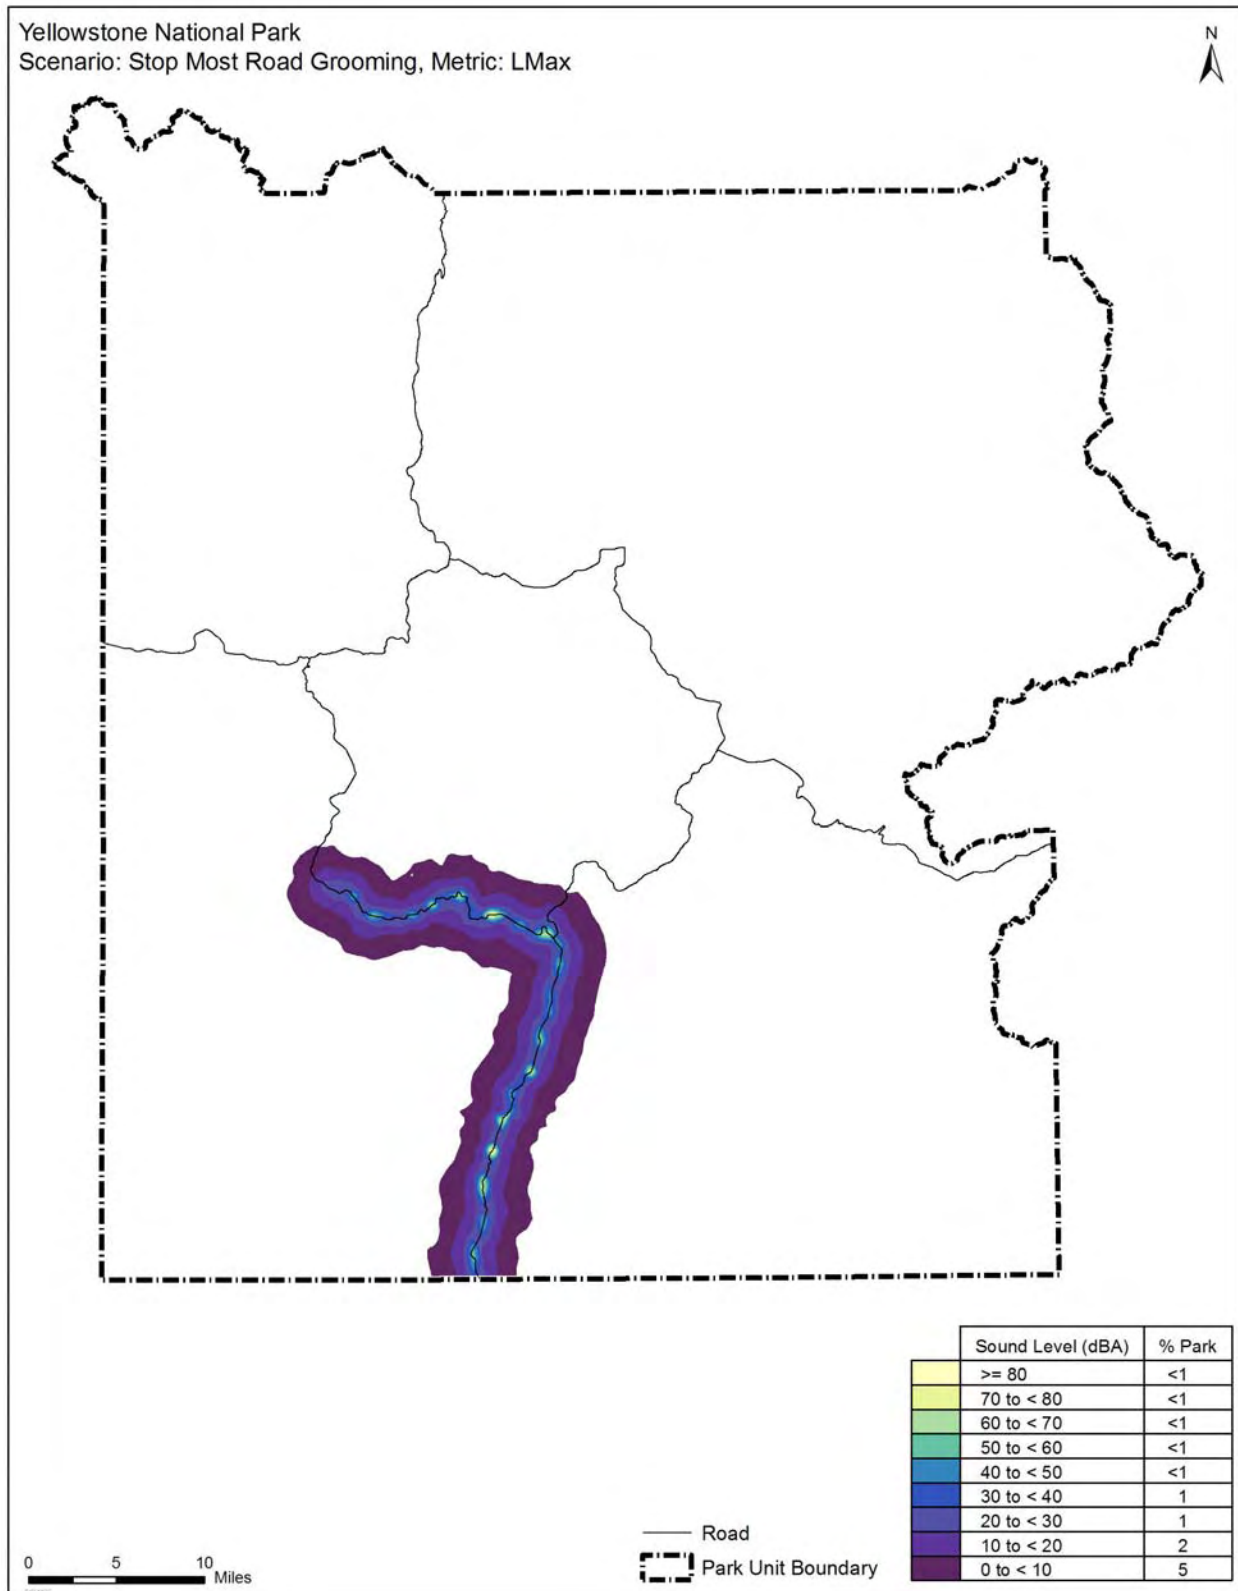 Yellowstone National Park
Scenario: Stop Most Road Grooming, Metric: LMax
N
Sound Level (dBA) % Park
>= 80 <1
70 to < 80 <1
60 to < 70 <1
50 to < 60 <1
40 to < 50 <1
30 to < 40 1
20 to < 30 1
10 to < 20 2
0 to < 10 5
Road
Park Unit Boundary
0 5 10
Miles